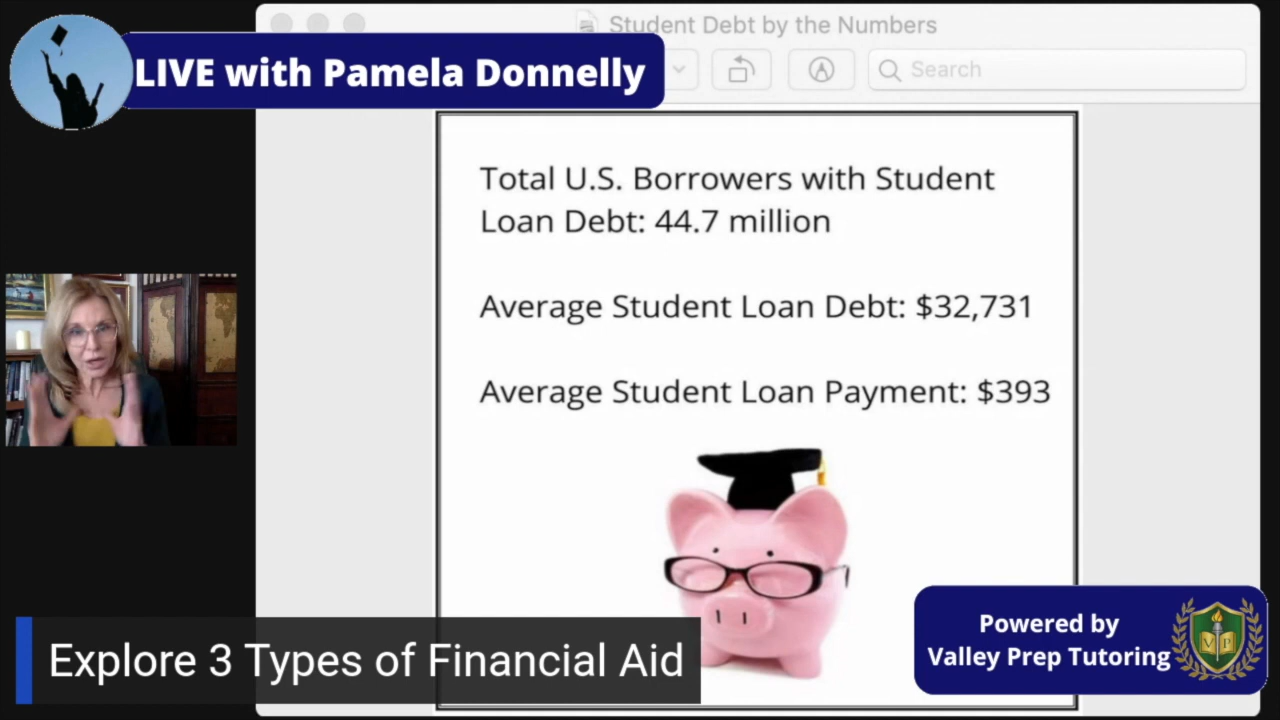 Student Debt by the Numbers
LIVE with Pamela Donnelly
Search
Total U.S. Borrowers with Student
Loan Debt: 44.7 million
Average Student Loan Debt: $32,731
Average Student Loan Payment: $393
Explore 3 Types of Financial Aid
Powered by
Valley Prep Tutoring
V P